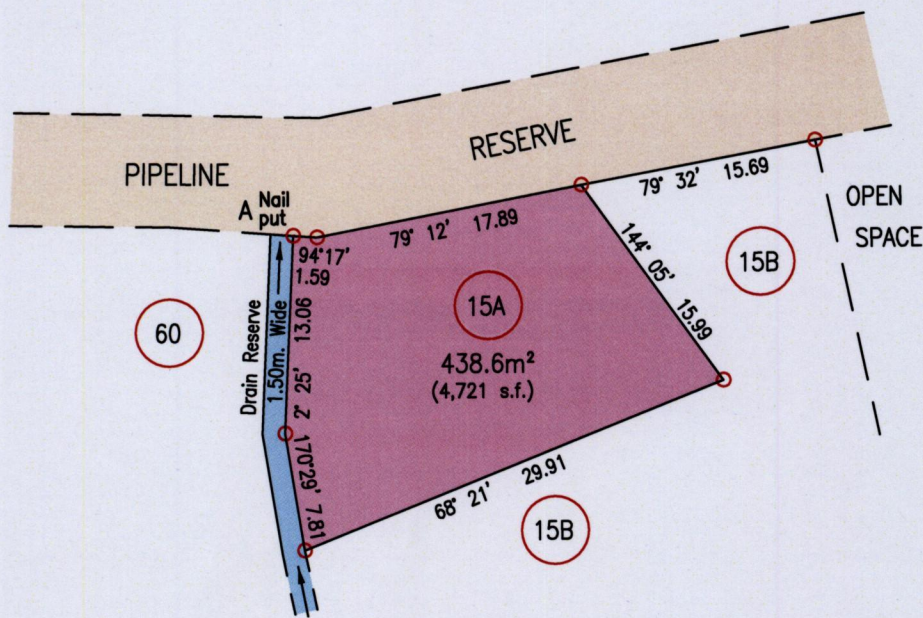 PIPELINE
RESERVE
A Nail
put
94°17'
1.59
79° 12' 17.89
79° 32' 15.69
OPEN
SPACE
144° 05' 15.99
15B
15A
438.6m²
(4,721 s.f.)
60
Drain Reserve
1.50m. Wide
2° 25' 13.06
170°29' 7.81
68° 21' 29.91
15B